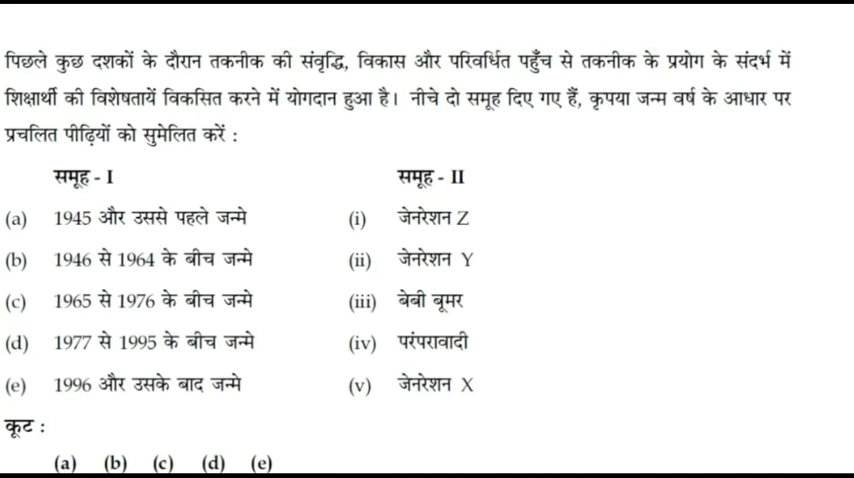 पिछले कुछ दशकों के दौरान तकनीक की संवृद्धि, विकास और परिवर्धित पहुँच से तकनीक के प्रयोग के संदर्भ में
शिक्षार्थी की विशेषतायें विकसित करने में योगदान हुआ है। नीचे दो समूह दिए गए हैं, कृपया जन्म वर्ष के आधार पर
प्रचलित पीढ़ियों को सुमेलित करें :
समूह - I समूह - II
(a) 1945 और उससे पहले जन्मे (i) जेनरेशन Z
(b) 1946 से 1964 के बीच जन्मे (ii) जेनरेशन Y
(c) 1965 से 1976 के बीच जन्मे (iii) बेबी बूमर
(d) 1977 से 1995 के बीच जन्मे (iv) परंपरावादी
(e) 1996 और उसके बाद जन्मे (v) जेनरेशन X
कूट :
(a) (b) (c) (d) (e)